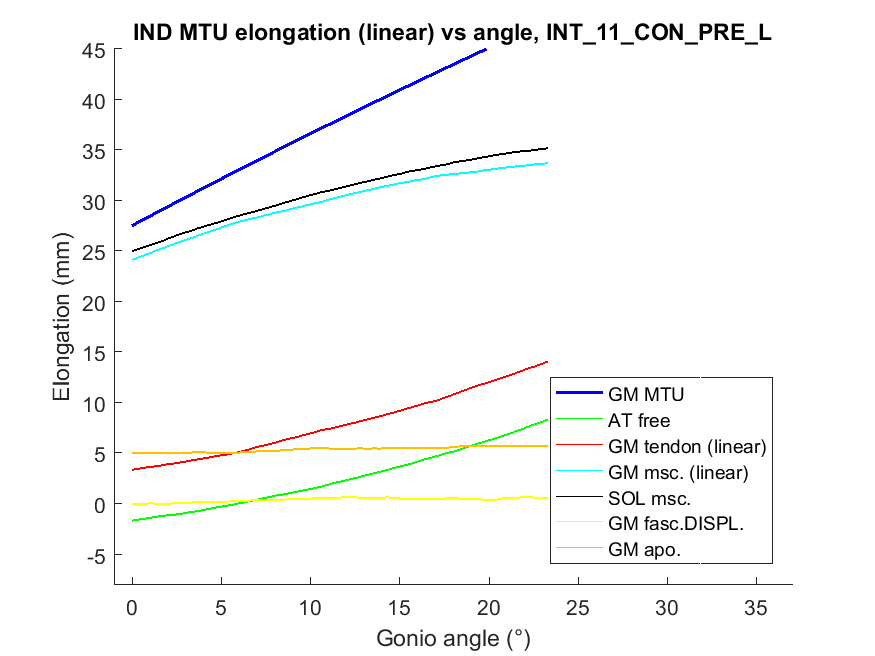 IND MTU elongation (linear) vs angle, INT_11_CON_PRE_L
45
40
35
30
25
20
15
10
5
0
-5
Elongation (mm)
GM MTU
AT free
GM tendon (linear)
GM msc. (linear)
SOL msc.
GM fasc.DISPL.
GM apo.
0 5 10 15 20 25 30 35
Gonio angle (°)